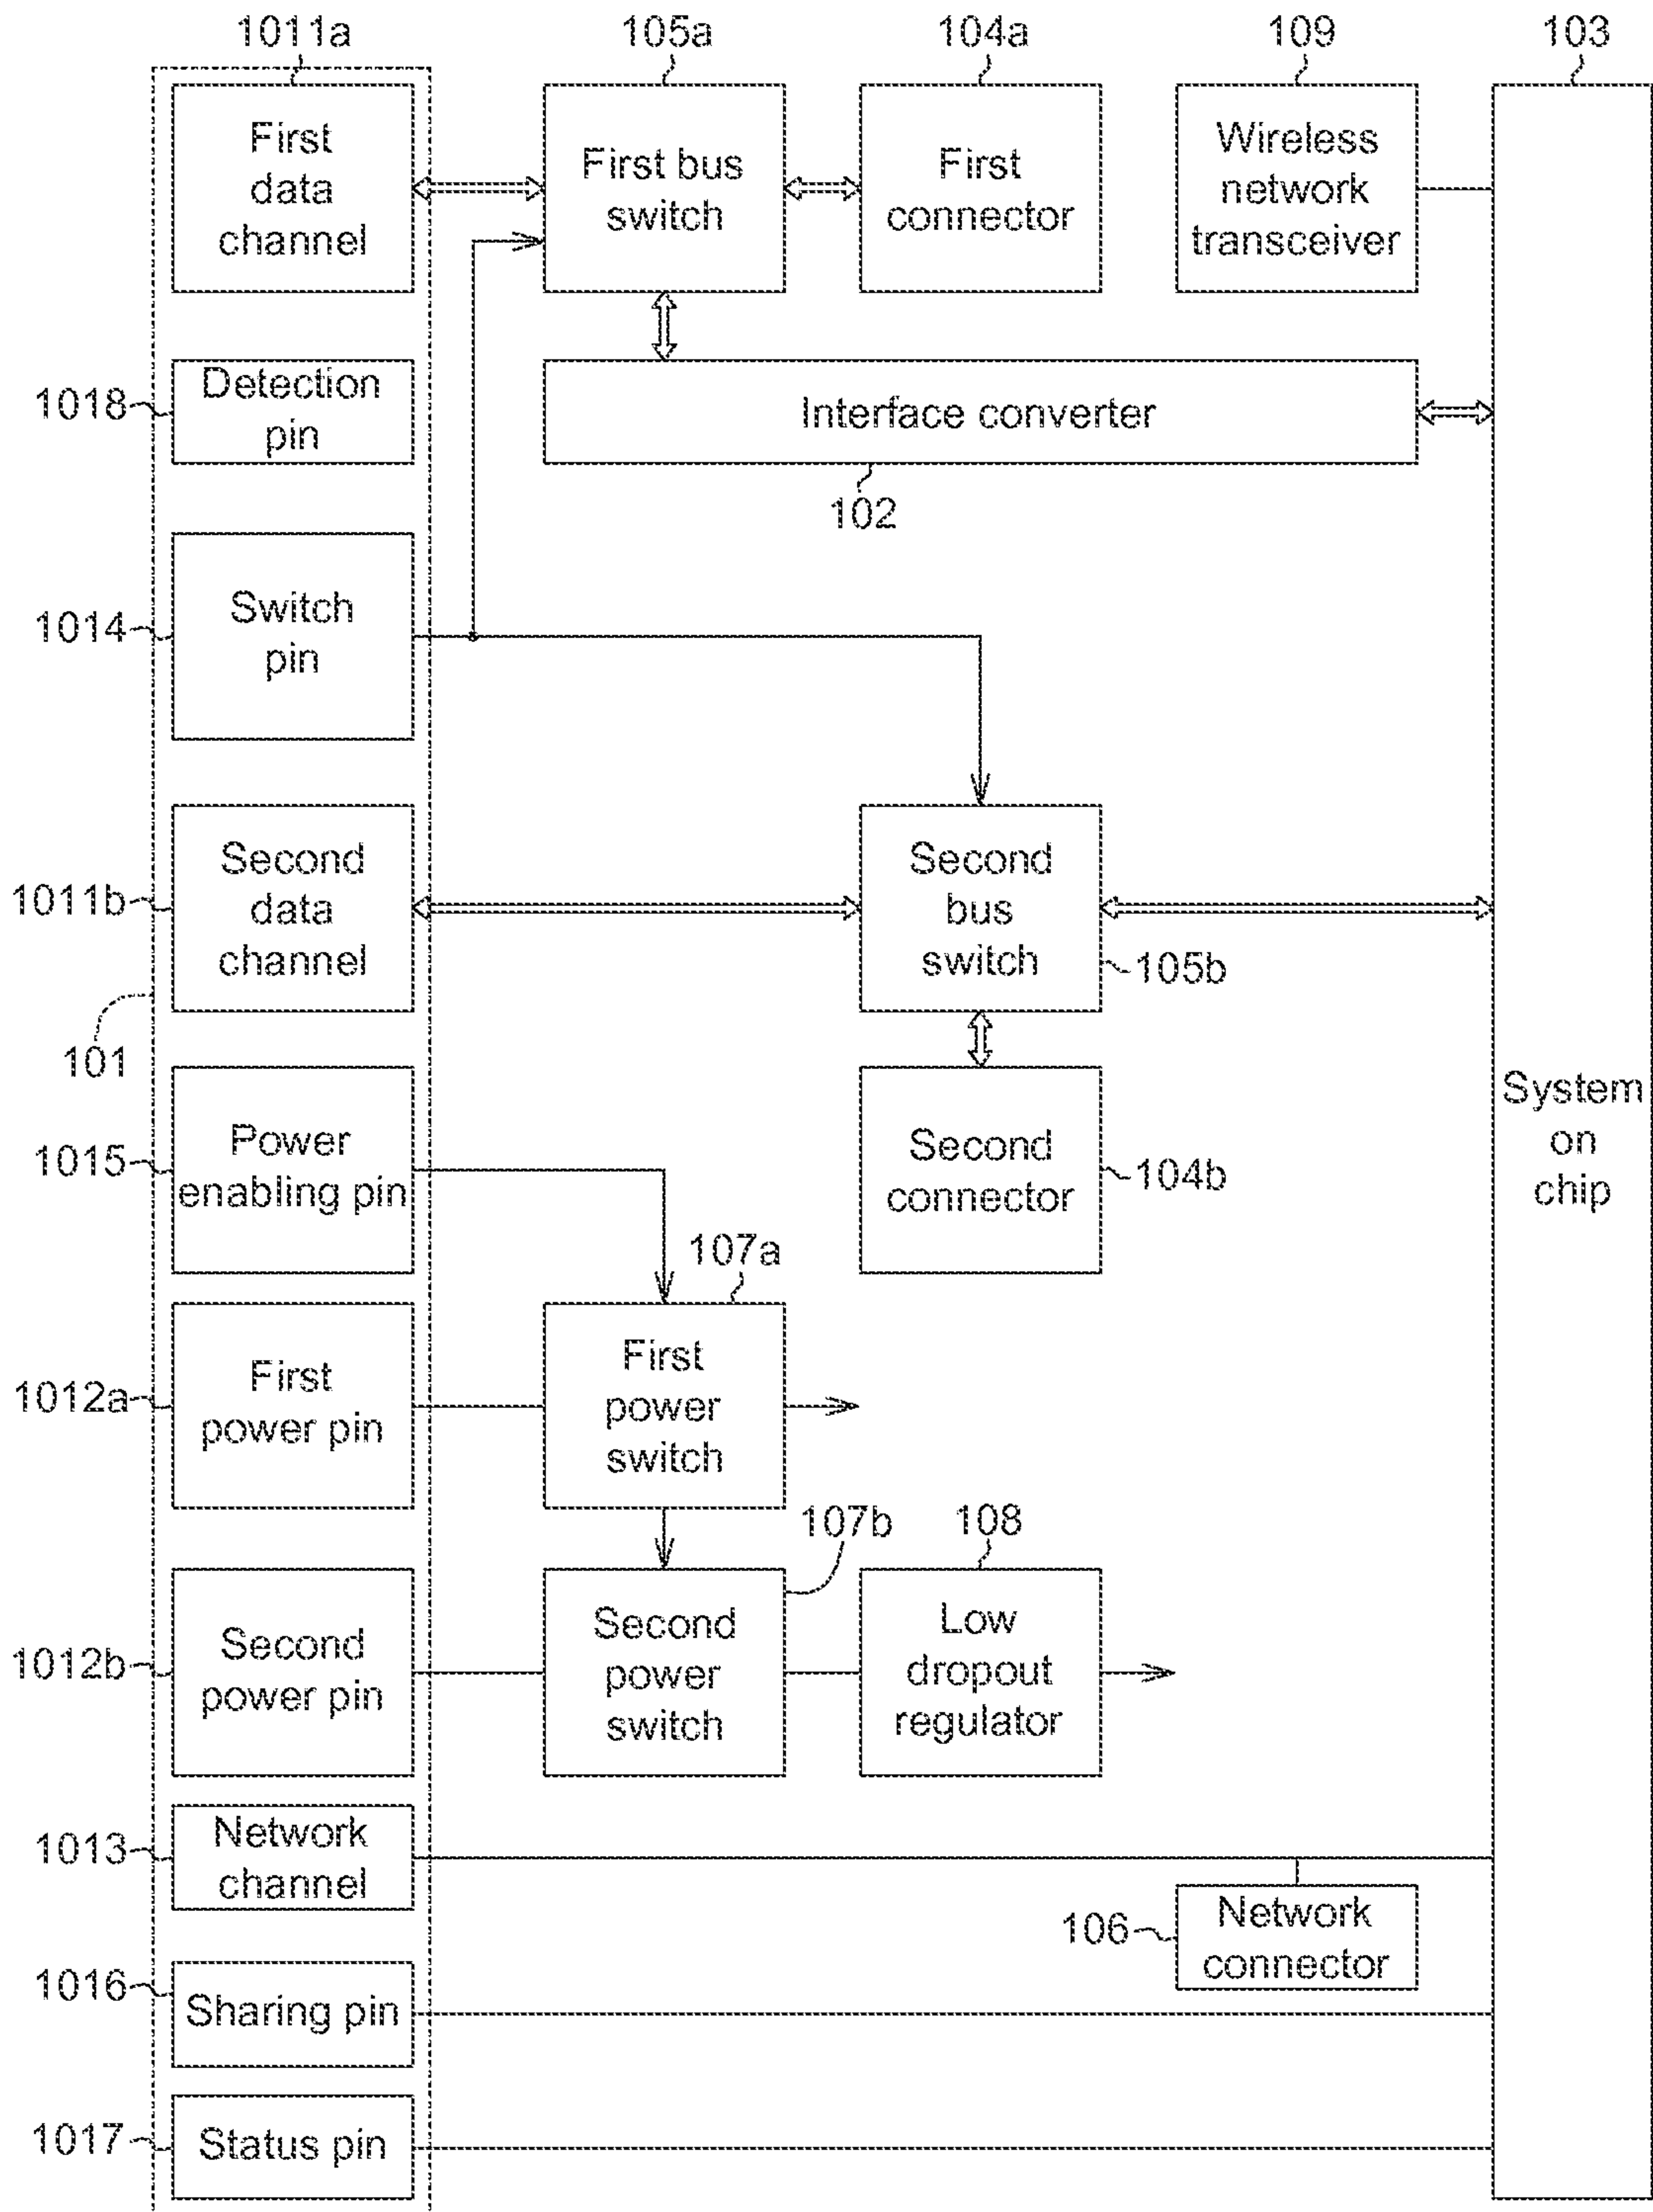 1011a
105a
104a
109
103
First
data
channel
First bus
switch
First
connector
Wireless
network
transceiver
1018
Detection
pin
Interface converter
102
1014
Switch
pin
1011b
Second
data
channel
Second
bus
switch
105b
101
System
on
chip
1015
Power
enabling pin
Second
connector
104b
107a
1012a
First
power pin
First
power
switch
107b
108
1012b
Second
power pin
Second
power
switch
Low
dropout
regulator
1013
Network
channel
106
Network
connector
1016
Sharing pin
1017
Status pin